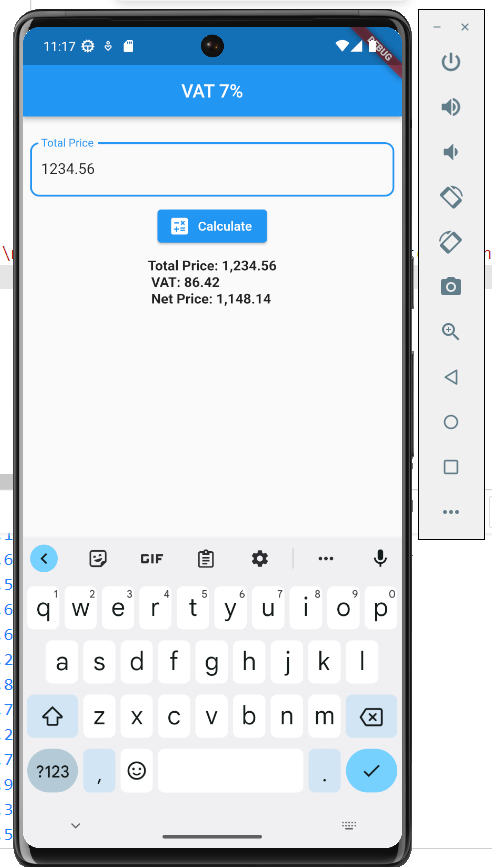 11:17
DEBUG
VAT 7%
Total Price
1234.56
Calculate
Total Price: 1,234.56
VAT: 86.42
Net Price: 1,148.14
GIF
q1 w2 e3 r4 t5 y6 u7 i8 o9 p0
a s d f g h j k l
z x c v b n m
?123 , .